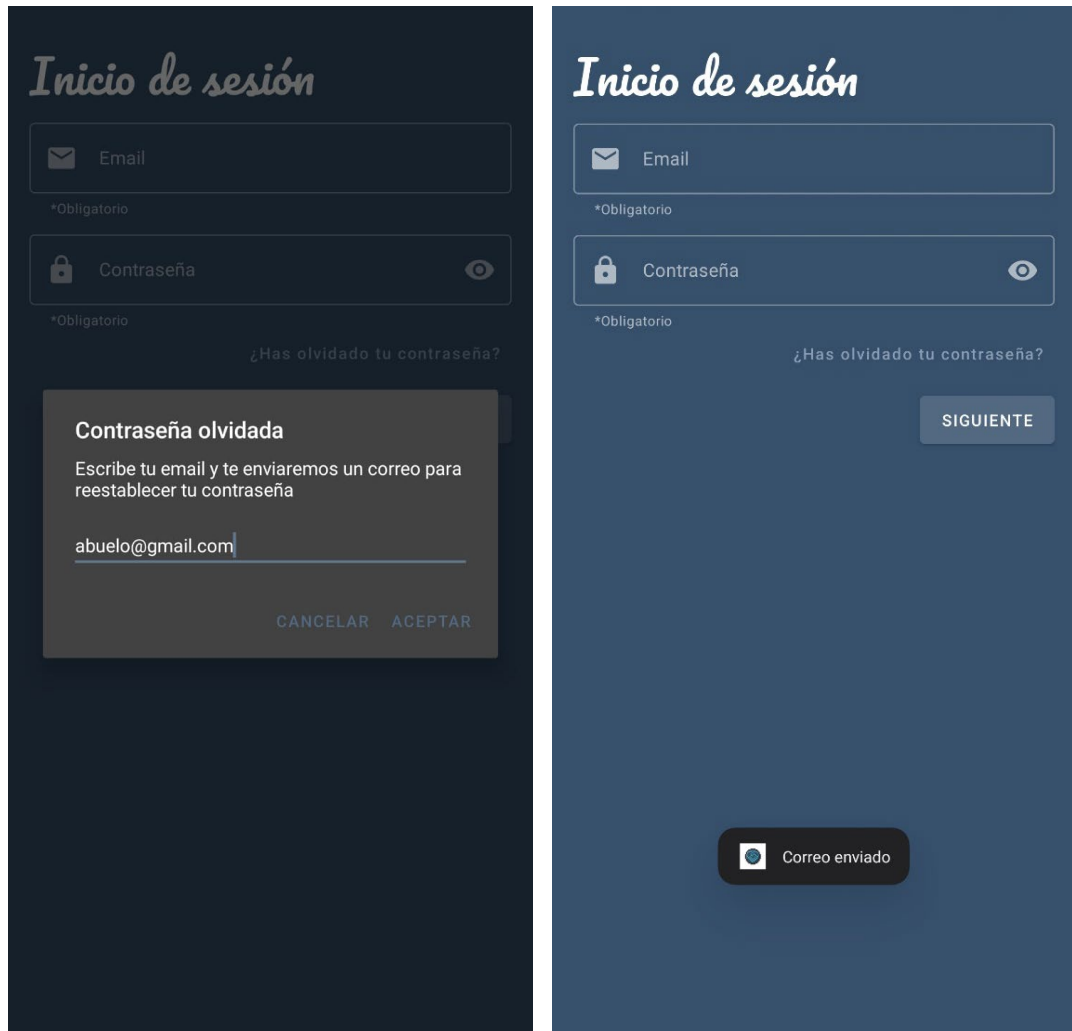 Inicio de sesión
Email
*Obligatorio
Contraseña
*Obligatorio
¿Has olvidado tu contraseña?
Contraseña olvidada
Escribe tu email y te enviaremos un correo para
reestablecer tu contraseña
abuelo@gmail.com
CANCELAR ACEPTAR
Inicio de sesión
Email
*Obligatorio
Contraseña
*Obligatorio
¿Has olvidado tu contraseña?
SIGUIENTE
Correo enviado